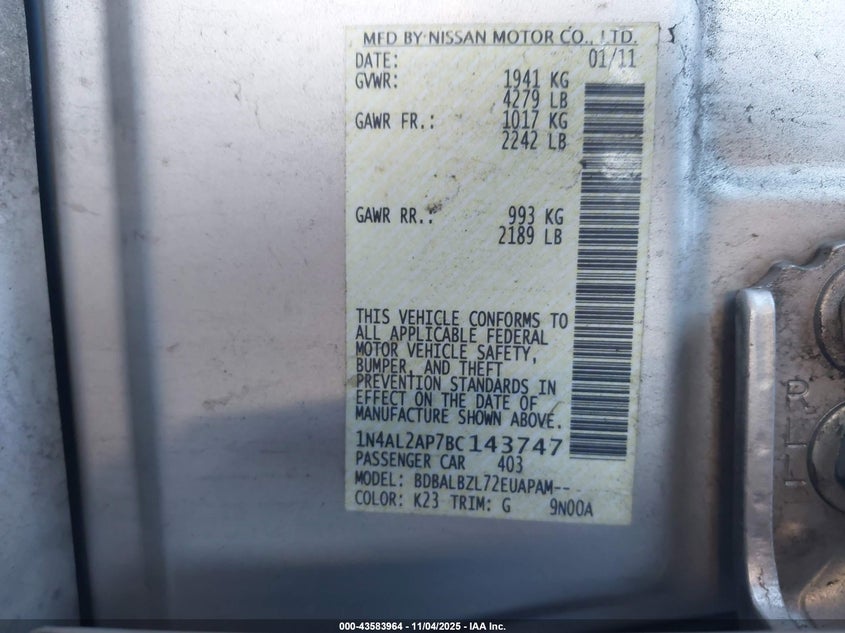 MFD BY NISSAN MOTOR CO., LTD.
DATE: 01/11
GVWR: 1941 KG
4279 LB
GAWR FR.: 1017 KG
2242 LB
GAWR RR.: 993 KG
2189 LB
THIS VEHICLE CONFORMS TO
ALL APPLICABLE FEDERAL
MOTOR VEHICLE SAFETY,
BUMPER, AND THEFT
PREVENTION STANDARDS IN
EFFECT ON THE DATE OF
MANUFACTURE SHOWN ABOVE.
1N4AL2AP7BC143747
PASSENGER CAR 403
MODEL: BDBALBZL72EUAPAM--
COLOR: K23 TRIM: G 9N00A
000-43583964 - 11/04/2025 - IAA Inc.